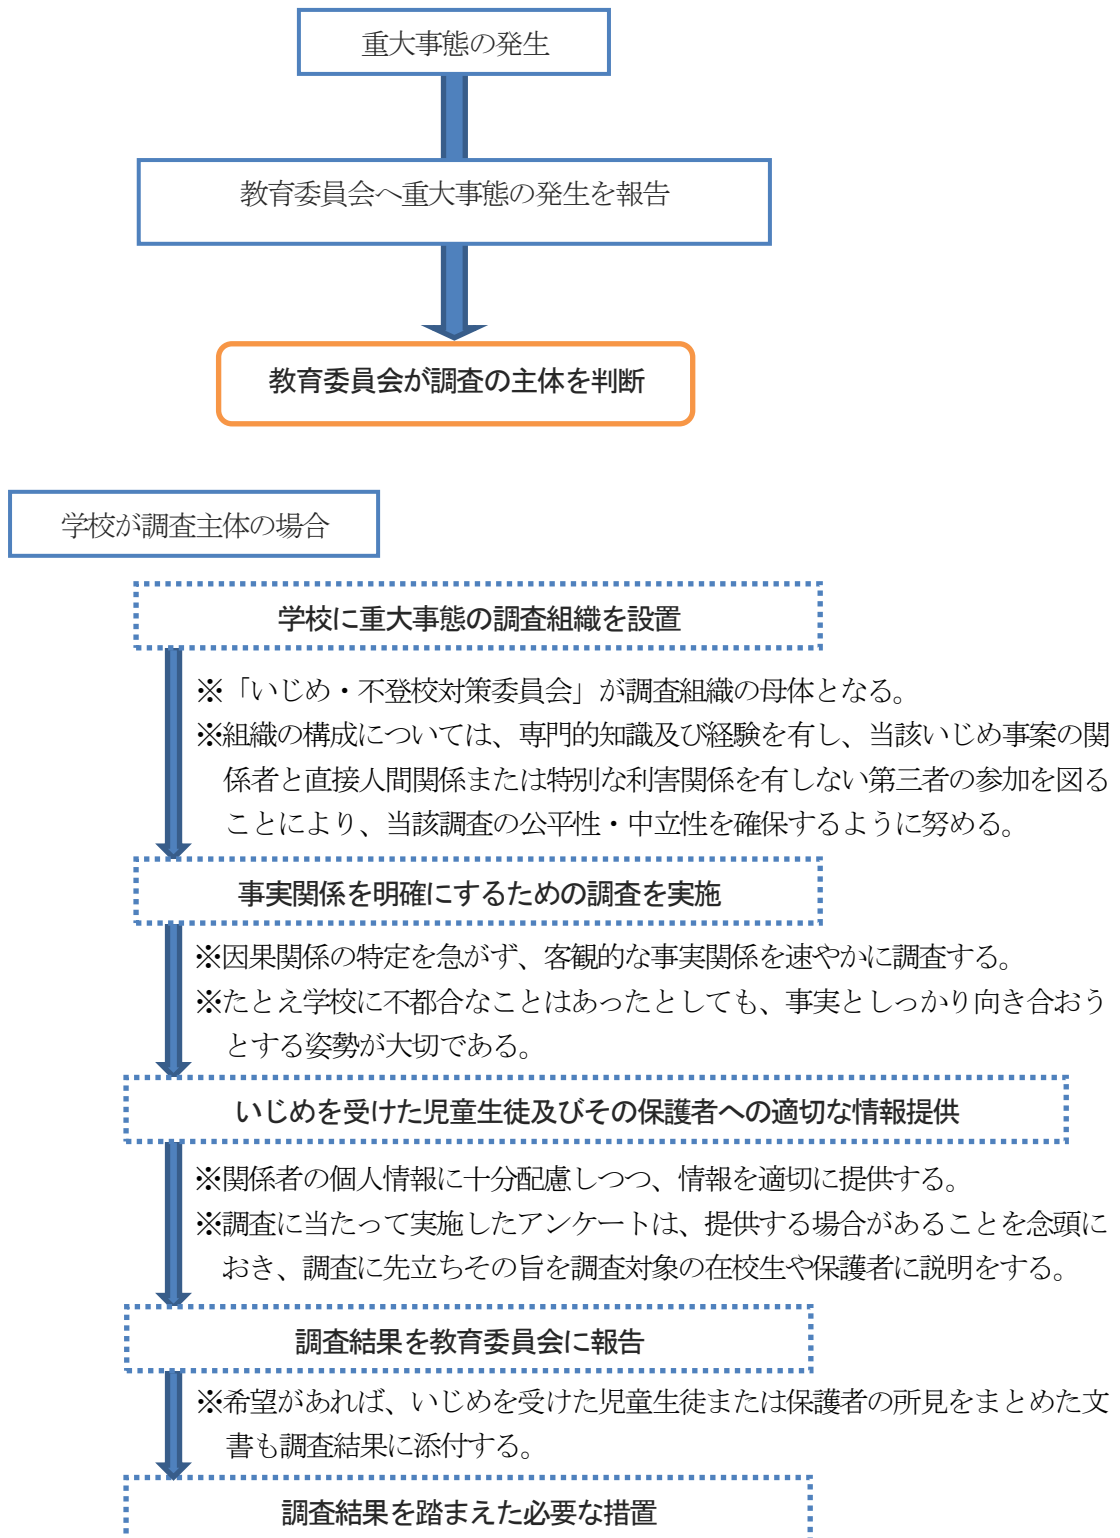 重大事態の発生
教育委員会へ重大事態の発生を報告
教育委員会が調査の主体を判断
学校が調査主体の場合
学校に重大事態の調査組織を設置
※「いじめ・不登校対策委員会」が調査組織の母体となる。
※組織の構成については、専門的知識及び経験を有し、当該いじめ事案の関
係者と直接人間関係または特別な利害関係を有しない第三者の参加を図る
ことにより、当該調査の公平性・中立性を確保するように努める。
事実関係を明確にするための調査を実施
※因果関係の特定を急がず、客観的な事実関係を速やかに調査する。
※たとえ学校に不都合なことはあったとしても、事実としっかり向き合おう
とする姿勢が大切である。
いじめを受けた児童生徒及びその保護者への適切な情報提供
※関係者の個人情報に十分配慮しつつ、情報を適切に提供する。
※調査に当たって実施したアンケートは、提供する場合があることを念頭に
おき、調査に先立ちその旨を調査対象の在校生や保護者に説明をする。
調査結果を教育委員会に報告
※希望があれば、いじめを受けた児童生徒または保護者の所見をまとめた文
書も調査結果に添付する。
調査結果を踏まえた必要な措置